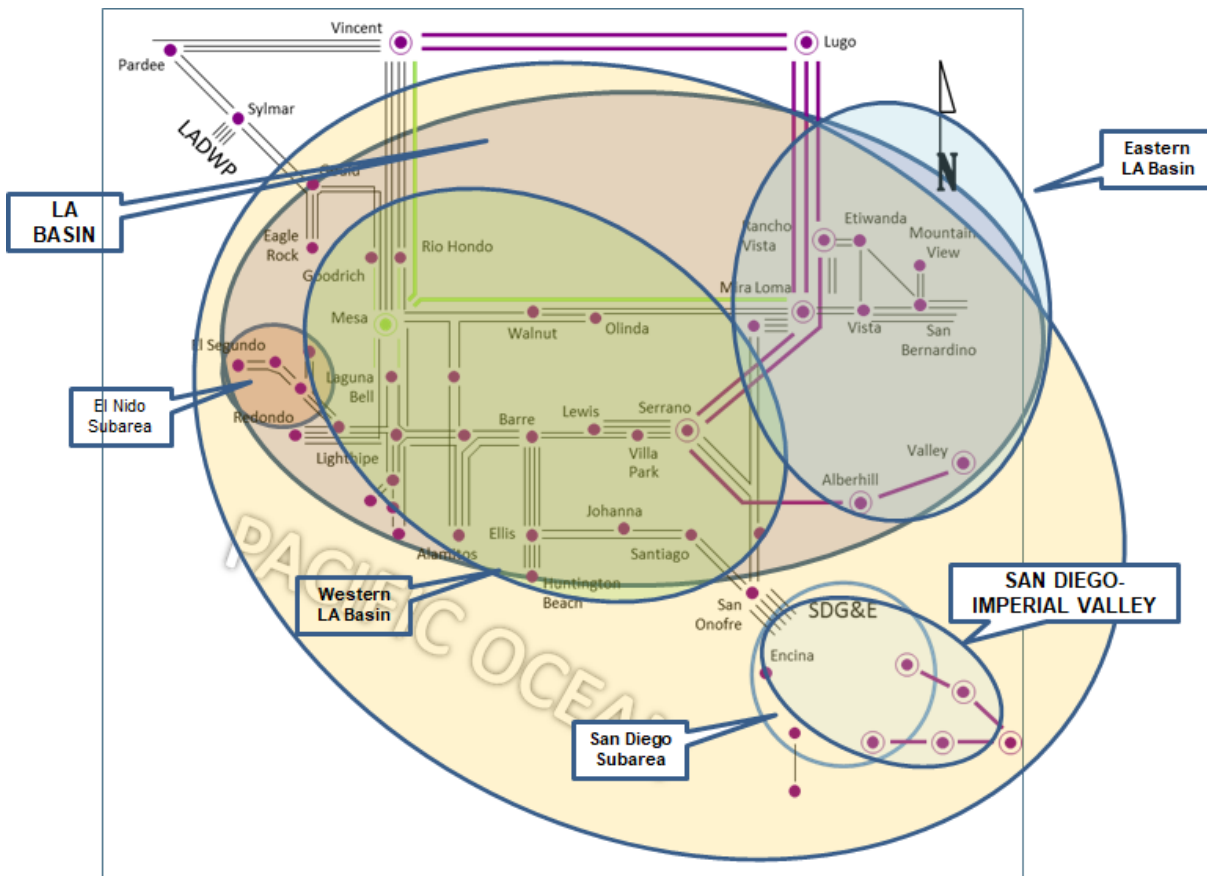 Vincent
Lugo
Pardee
Sylmar
LADWP
N
Eastern
LA Basin
LA
BASIN
Gould
Eagle
Rock
Goodrich
Rio Hondo
Rancho
Vista
Etiwanda
Mountain
View
Mira Loma
Mesa
Walnut
Olinda
Vista
San
Bernardino
El Segundo
El Nido
Subarea
Laguna
Bell
Redondo
Lighthipe
Barre
Lewis
Serrano
Villa
Park
Valley
Alberhill
Johanna
Ellis
Santiago
Alamitos
Huntington
Beach
PACIFIC OCEAN
Western
LA Basin
San
Onofre
SDG&E
SAN DIEGO-
IMPERIAL VALLEY
Encina
San Diego
Subarea